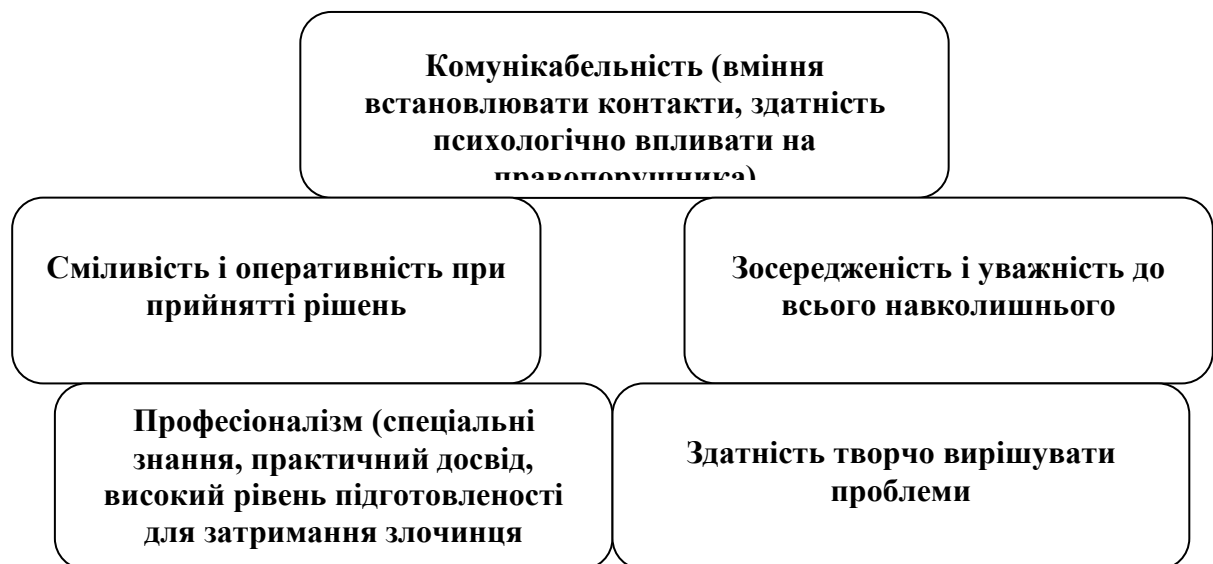 Комунікабельність (вміння
встановлювати контакти, здатність
психологічно впливати на
правопорушника)
Сміливість і оперативність при
прийнятті рішень
Зосередженість і уважність до
всього навколишнього
Професіоналізм (спеціальні
знання, практичний досвід,
високий рівень підготовленості
для затримання злочинця
Здатність творчо вирішувати
проблеми